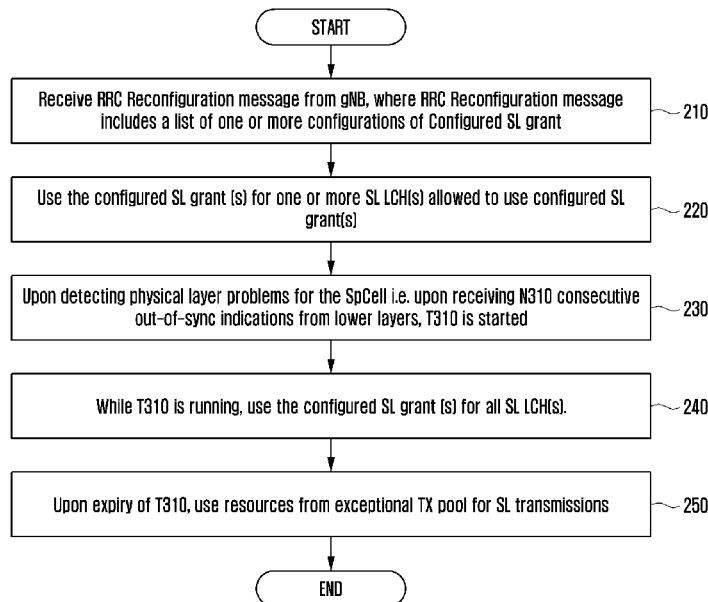 START
Receive RRC Reconfiguration message from gNB, where RRC Reconfiguration message
includes a list of one or more configurations of Configured SL grant
210
Use the configured SL grant (s) for one or more SL LCH(s) allowed to use configured SL
grant(s)
220
Upon detecting physical layer problems for the SpCell i.e. upon receiving N310 consecutive
out-of-sync indications from lower layers, T310 is started
230
While T310 is running, use the configured SL grant (s) for all SL LCH(s).
240
Upon expiry of T310, use resources from exceptional TX pool for SL transmissions
250
END